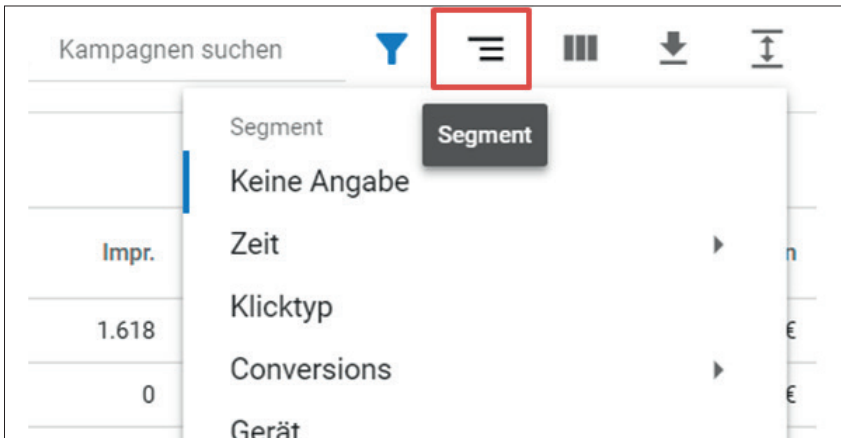 Kampagnen suchen
Segment
Segment
Keine Angabe
Impr.
Zeit
n
Klicktyp
1.618
€
Conversions
0
€
Gerät